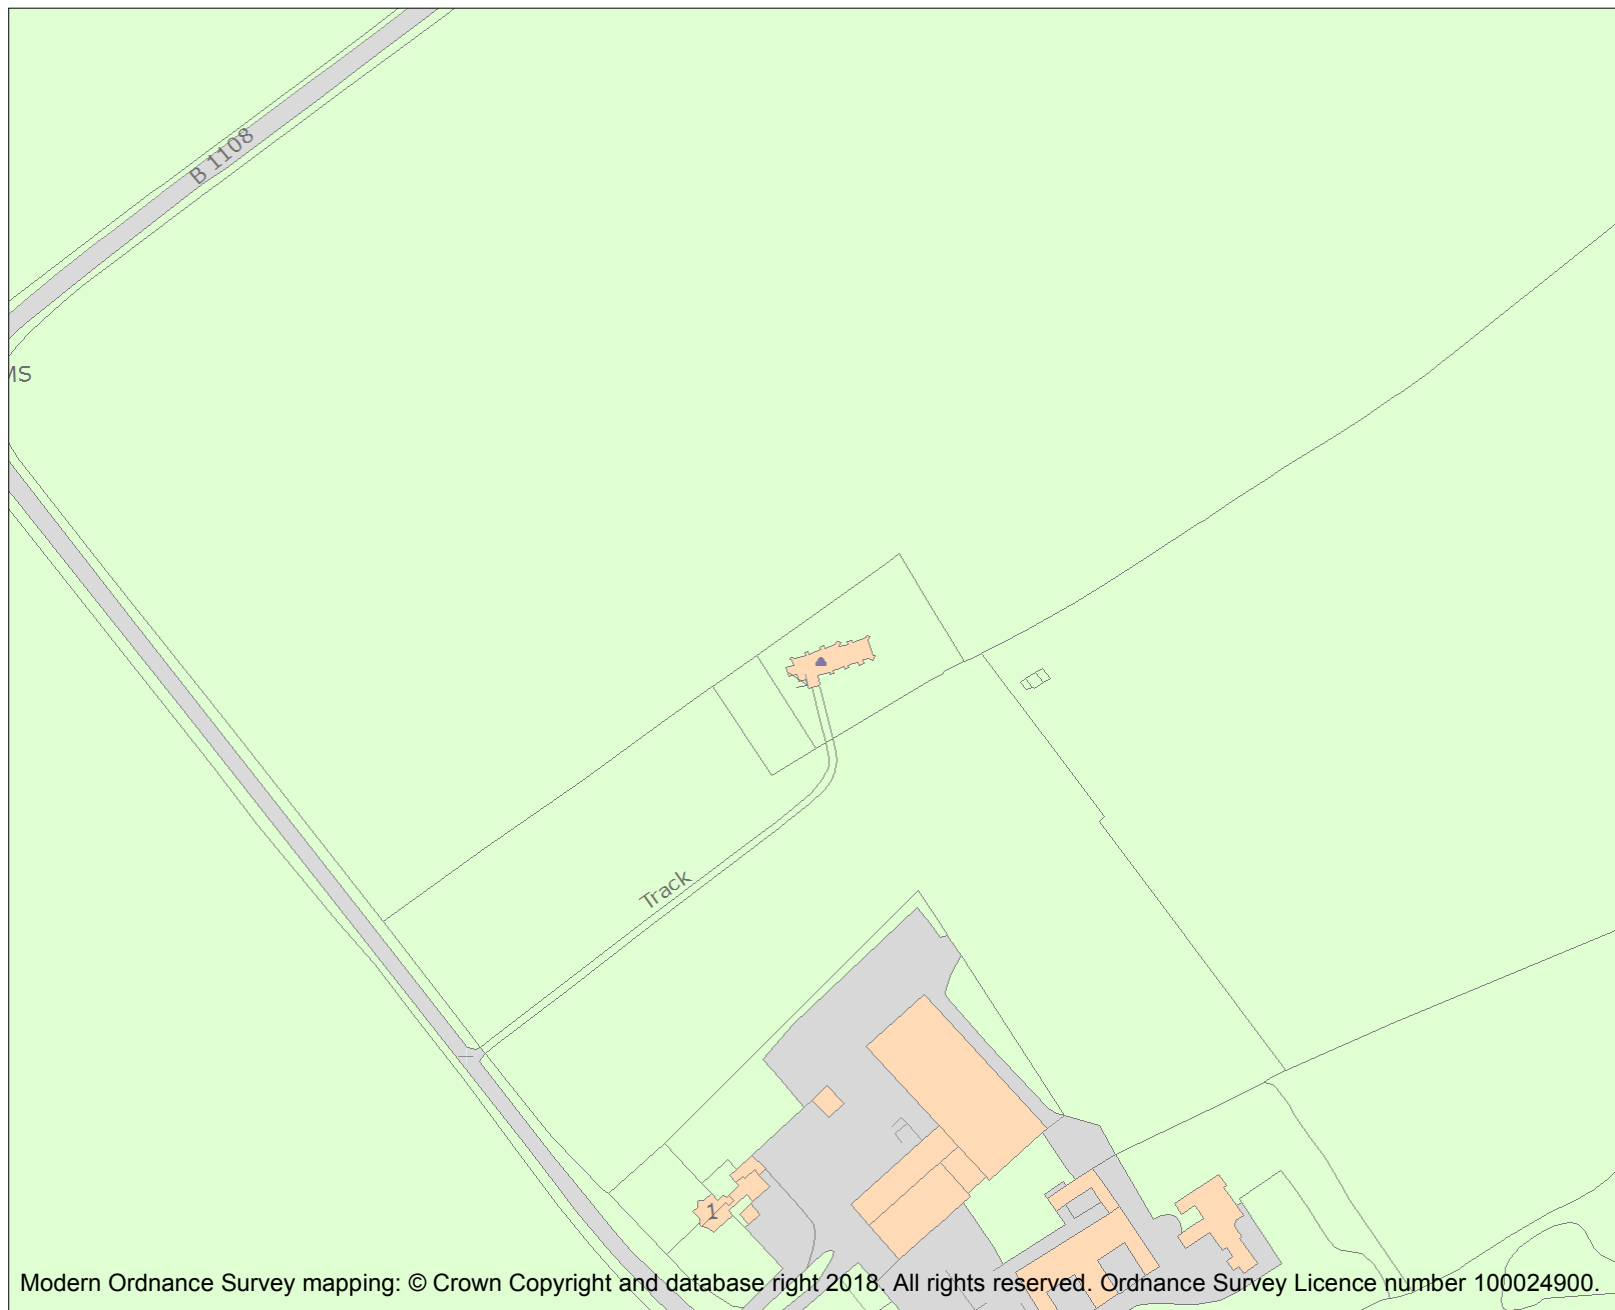 B 1108
MS
Track
1
Modern Ordnance Survey mapping: © Crown Copyright and database right 2018. All rights reserved. Ordnance Survey Licence number 100024900.